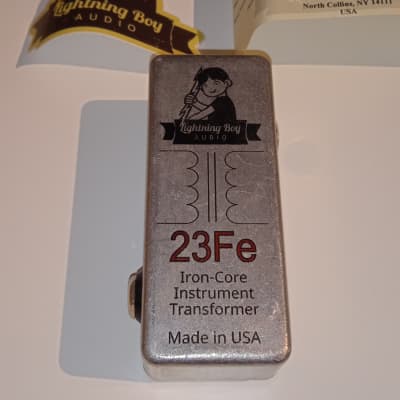 Lightning Boy
AUDIO
North Collins, NY 14111
USA
Lightning Boy
AUDIO
23Fe
Iron-Core
Instrument
Transformer
Made in USA